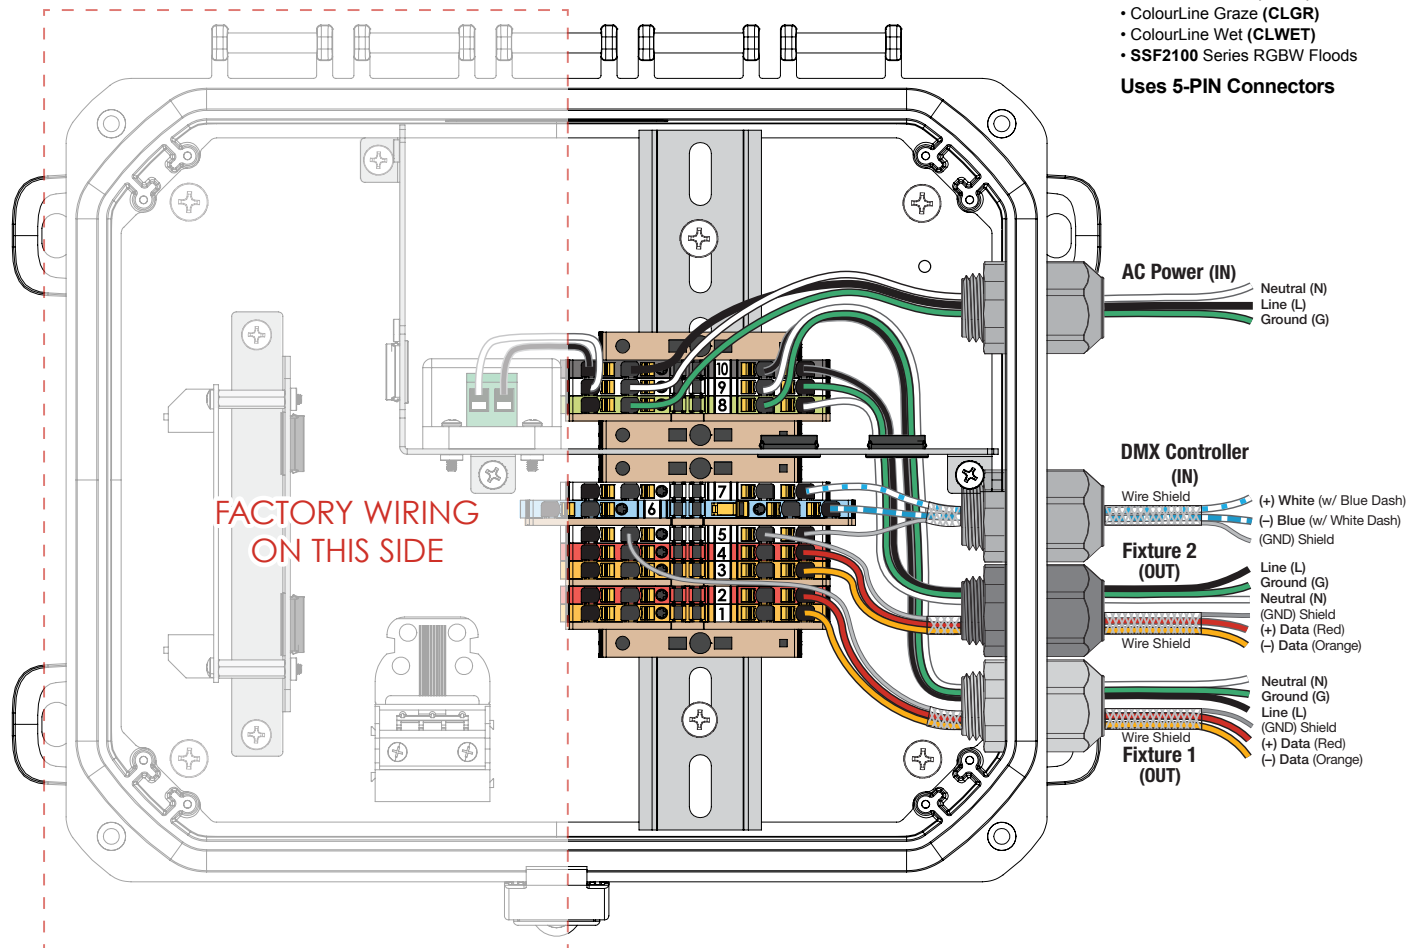 • ColourLine Graze (CLGR)
• ColourLine Wet (CLWET)
• SSF2100 Series RGBW Floods
Uses 5-PIN Connectors
AC Power (IN)
Neutral (N)
Line (L)
Ground (G)
10
9
8
7
6
5
4
3
2
1
FACTORY WIRING
ON THIS SIDE
DMX Controller
(IN)
Wire Shield
(+) White (w/ Blue Dash)
(–) Blue (w/ White Dash)
(GND) Shield
Fixture 2
(OUT)
Line (L)
Ground (G)
Neutral (N)
(GND) Shield
(+) Data (Red)
(–) Data (Orange)
Wire Shield
Neutral (N)
Ground (G)
Line (L)
(GND) Shield
(+) Data (Red)
(–) Data (Orange)
Wire Shield
Fixture 1
(OUT)